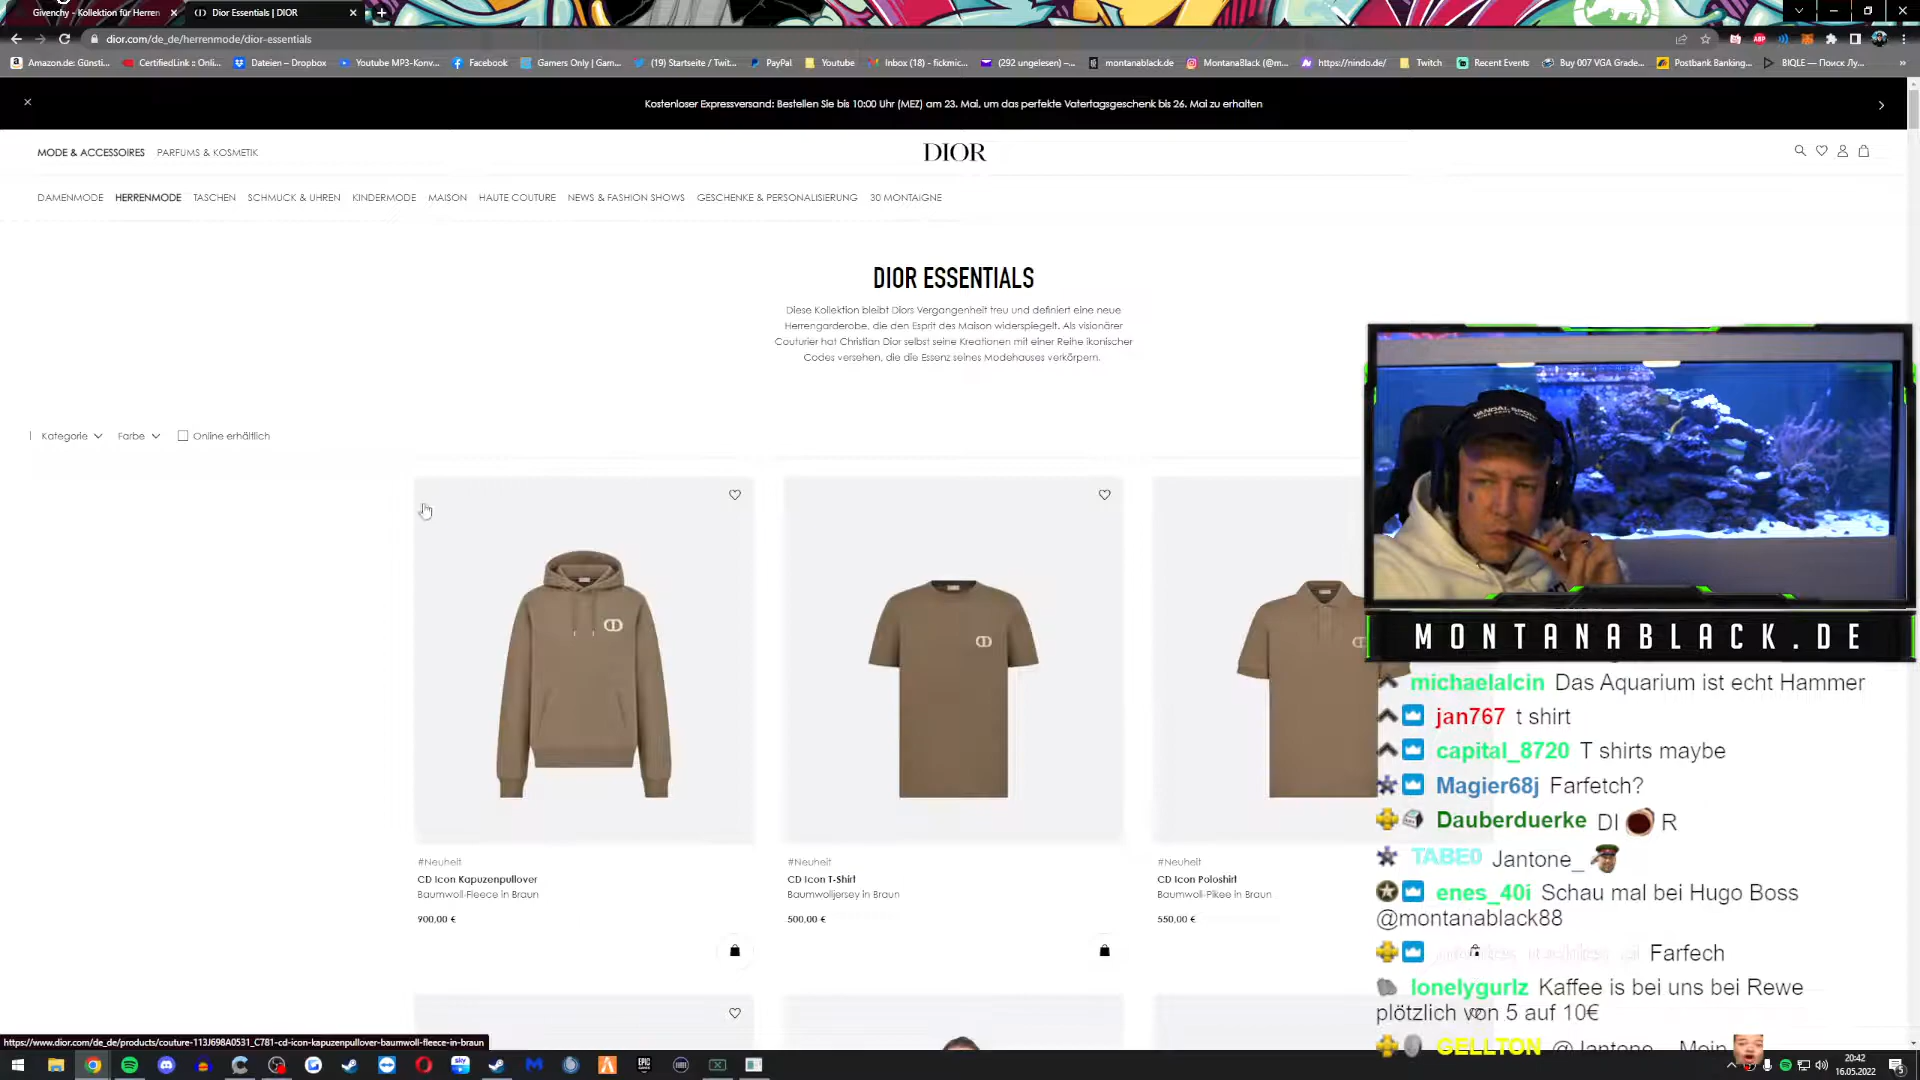 Givenchy - Kollektion für Herren
Dior Essentials | DIOR
dior.com/de_de/herrenmode/dior-essentials
Amazon.de: Günsti...
CertifiedLink :: Onli...
Dateien – Dropbox
Youtube MP3-Konv...
Facebook
Gamers Only | Gam...
(19) Startseite / Twit...
PayPal
Youtube
Inbox (18) - fickmic...
(292 ungelesen) –...
montanablack.de
MontanaBlack (@m...
https://nindo.de/
Twitch
Recent Events
Buy 007 VGA Grade...
Postbank Banking...
BIQLE — Поиск Лу...
Kostenloser Expressversand: Bestellen Sie bis 10:00 Uhr (MEZ) am 23. Mai, um das perfekte Vatertagsgeschenk bis 26. Mai zu erhalten
MODE & ACCESSOIRES PARFUMS & KOSMETIK
DIOR
DAMENMODE HERRENMODE TASCHEN SCHMUCK & UHREN KINDERMODE MAISON HAUTE COUTURE NEWS & FASHION SHOWS GESCHENKE & PERSONALISIERUNG 30 MONTAIGNE
DIOR ESSENTIALS
Diese Kollektion bleibt Diors Vergangenheit treu und definiert eine neue
Herrengarderobe, die den Esprit des Maison widerspiegelt. Als visionärer
Couturier hat Christian Dior selbst seine Kreationen mit einer Reihe ikonischer
Codes versehen, die die Essenz seines Modehauses verkörpern.
Kategorie Farbe Online erhältlich
#Neuheit
CD Icon Kapuzenpullover
Baumwoll-Fleece in Braun
900,00 €
#Neuheit
CD Icon T-Shirt
Baumwolljersey in Braun
500,00 €
#Neuheit
CD Icon Poloshirt
Baumwoll-Pikee in Braun
550,00 €
MONTANABLACK.DE
michaelalcin Das Aquarium ist echt Hammer
jan767 t shirt
capital_8720 T shirts maybe
Magier68j Farfetch?
Dauberduerke DI R
TABE0 Jantone_
enes_40i Schau mal bei Hugo Boss
@montanablack88
Farfech
lonelygurlz Kaffee is bei uns bei Rewe
plötzlich von 5 auf 10€
GELLTON @Jantone_ Mein
https://www.dior.com/de_de/products/couture-113J698A0531_C781-cd-icon-kapuzenpullover-baumwoll-fleece-in-braun
20:42
16.05.2022